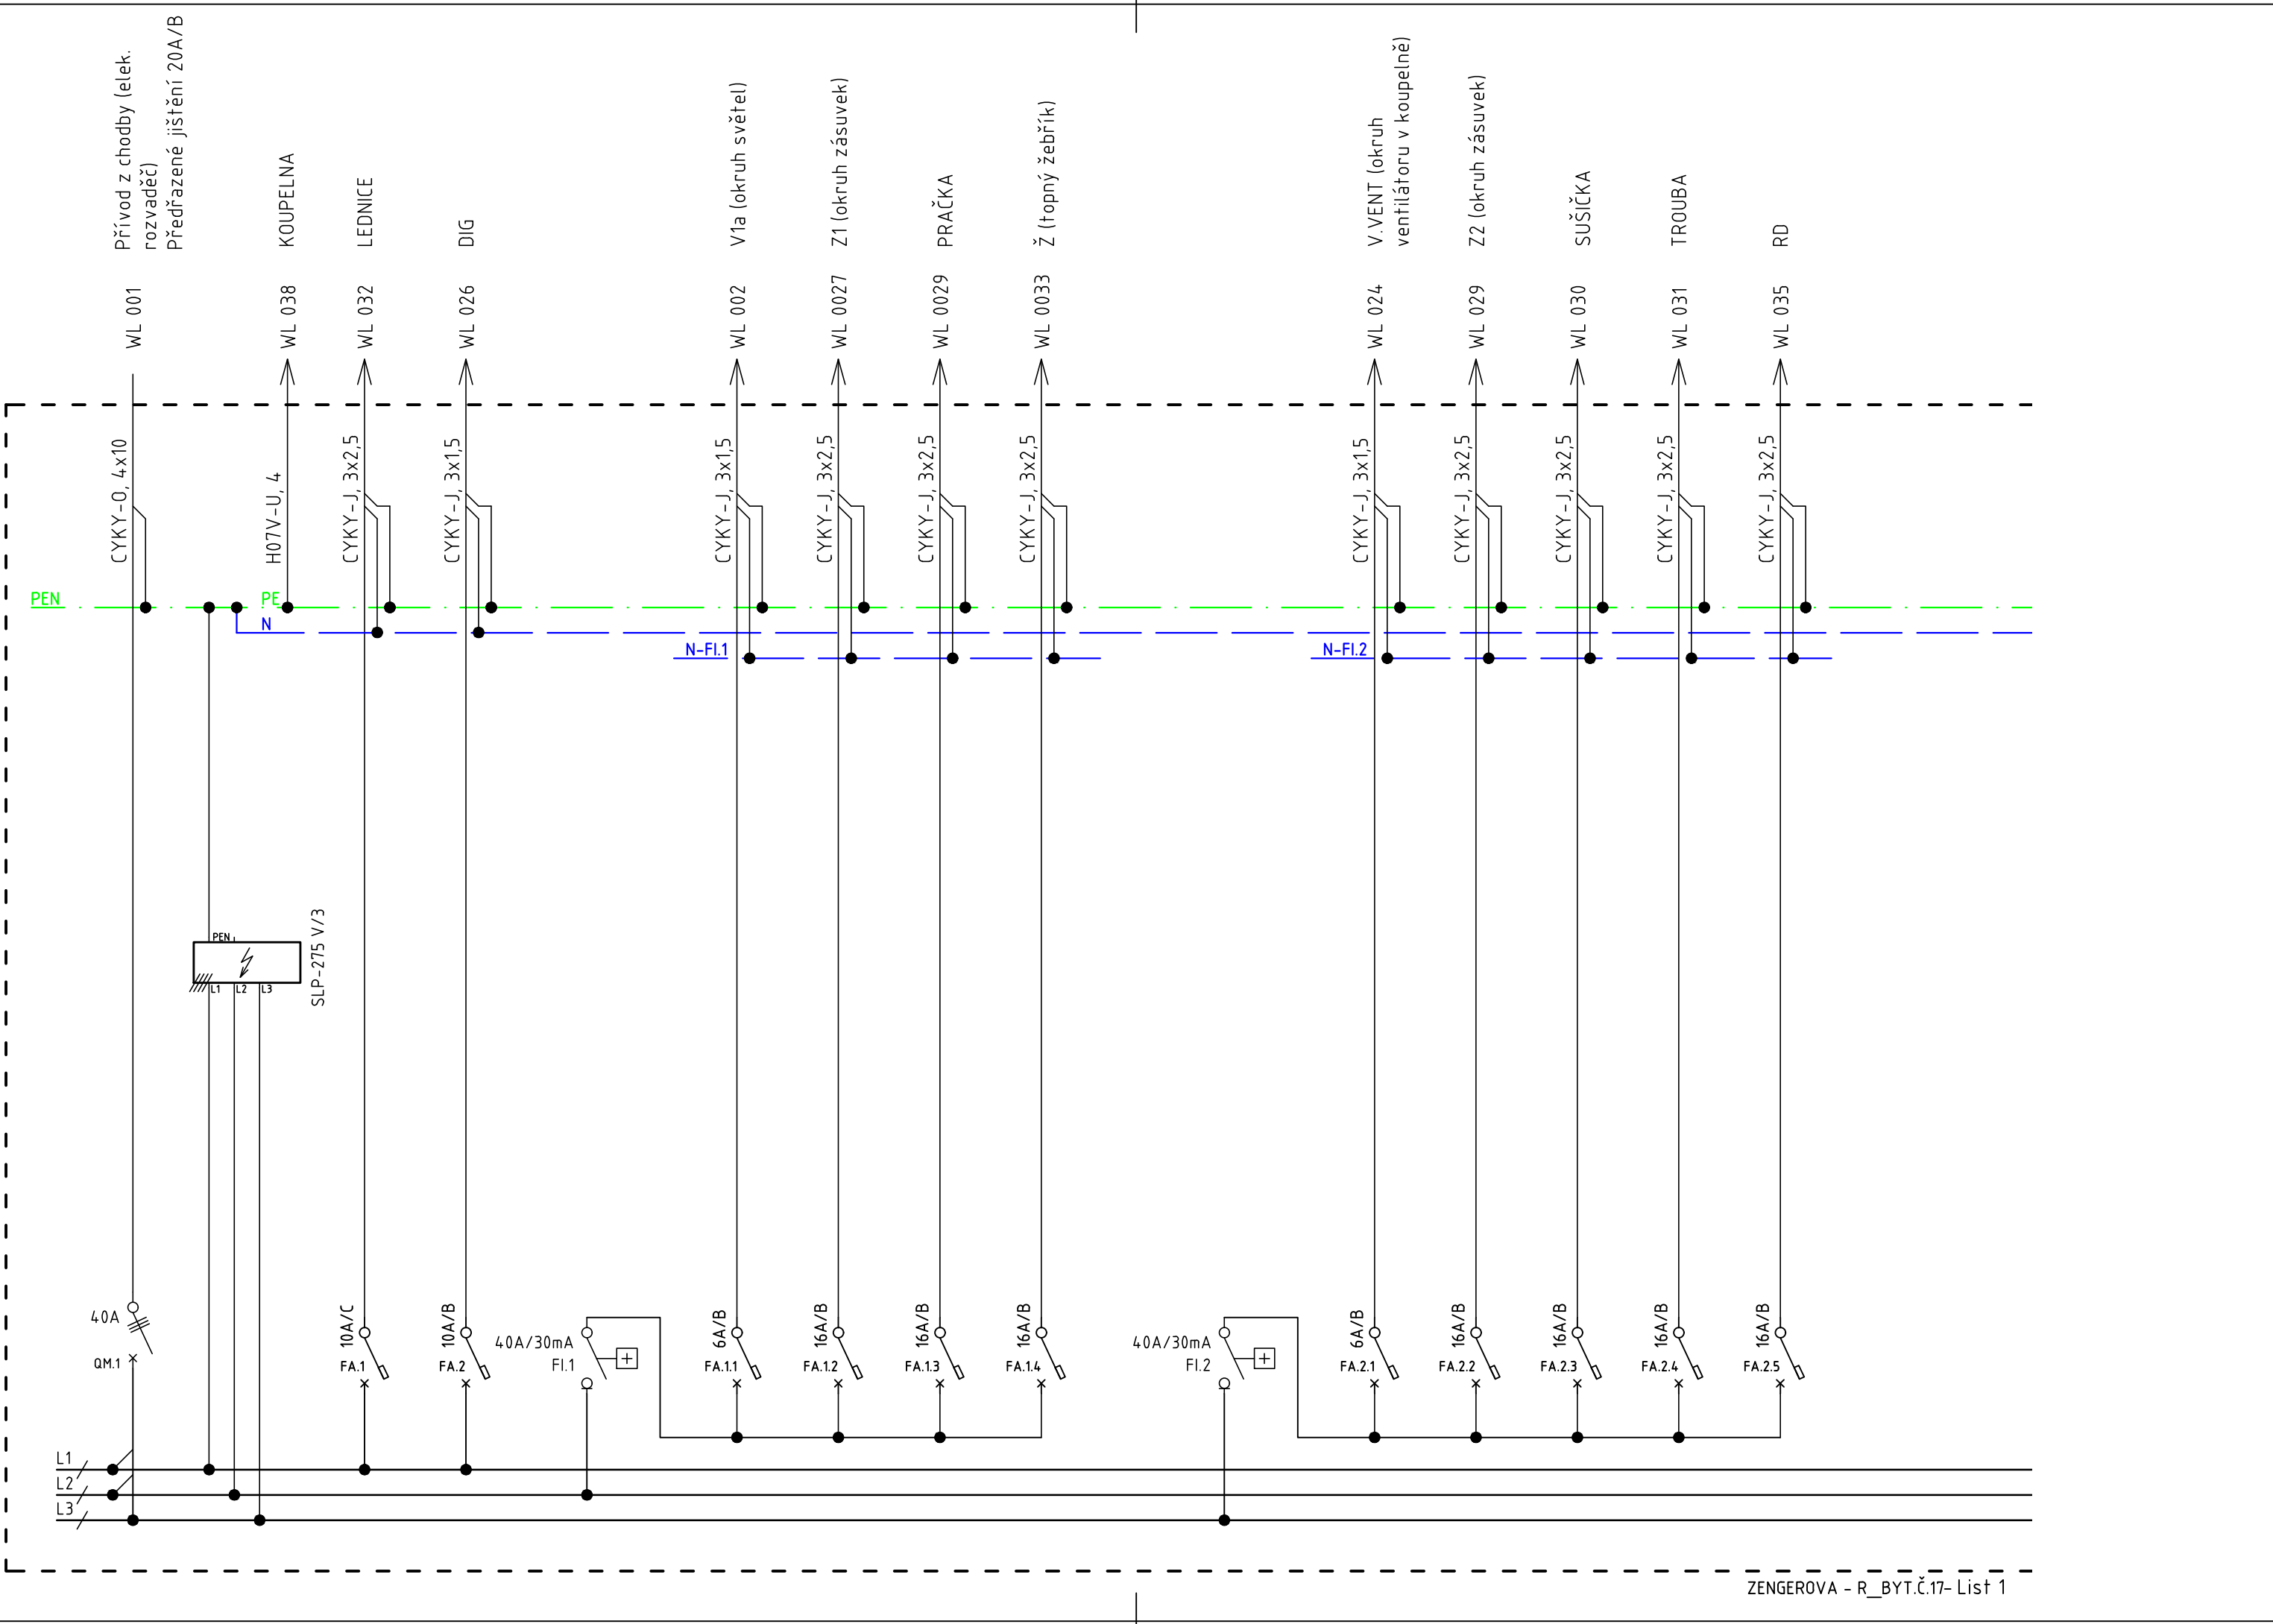 Přívod z chodby (elek.
rozvaděč)
Předřazené jištění 20A/B
KOUPELNA
LEDNICE
DIG
V1a (okruh světel)
Z1 (okruh zásuvek)
PRAČKA
Ž (topný žebřík)
V.VENT (okruh
ventilátoru v koupelně)
Z2 (okruh zásuvek)
SUŠIČKA
TROUBA
RD
WL 001
WL 038
WL 032
WL 026
WL 002
WL 0027
WL 0029
WL 0033
WL 024
WL 029
WL 030
WL 031
WL 035
CYKY-O, 4x10
H07V-U, 4
CYKY-J, 3x2,5
CYKY-J, 3x1,5
CYKY-J, 3x1,5
CYKY-J, 3x2,5
CYKY-J, 3x2,5
CYKY-J, 3x2,5
CYKY-J, 3x1,5
CYKY-J, 3x2,5
CYKY-J, 3x2,5
CYKY-J, 3x2,5
CYKY-J, 3x2,5
PEN
PE
N
N-FI.1
N-FI.2
PEN
L1
L2
L3
SLP-275 V/3
40A
QM.1
10A/C
FA.1
10A/B
FA.2
40A/30mA
FI.1
6A/B
FA.1.1
16A/B
FA.1.2
16A/B
FA.1.3
16A/B
FA.1.4
40A/30mA
FI.2
6A/B
FA.2.1
16A/B
FA.2.2
16A/B
FA.2.3
16A/B
FA.2.4
16A/B
FA.2.5
L1
L2
L3
ZENGEROVA - R_BYT.Č.17- List 1